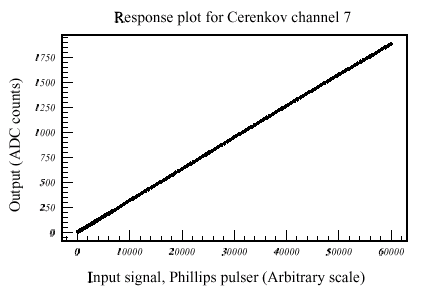 Response plot for Cerenkov channel 7
Output (ADC counts)
1750
1500
1250
1000
750
500
250
0
0 10000 20000 30000 40000 50000 60000
Input signal, Phillips pulser (Arbitrary scale)